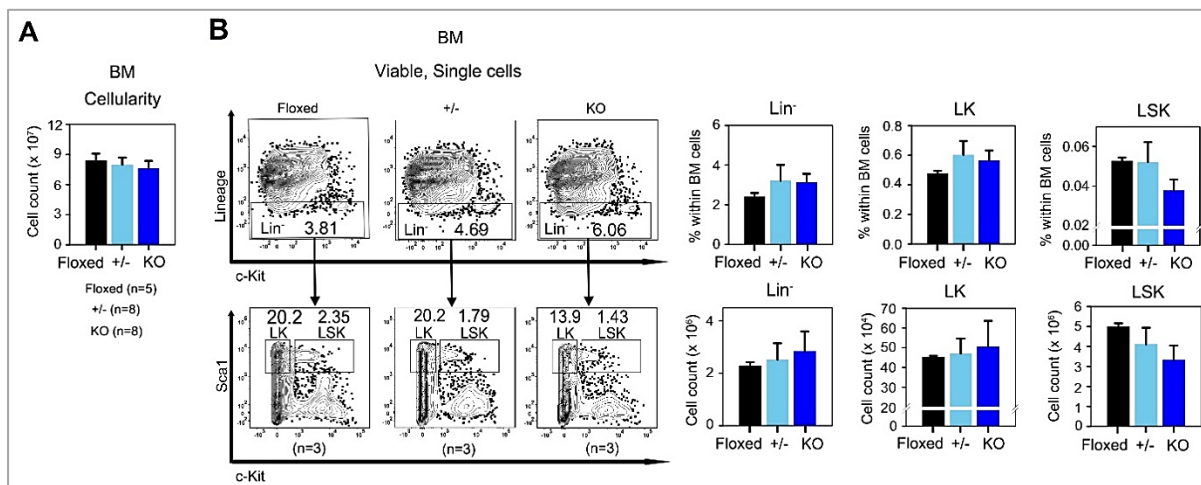 A
BM
Cellularity
Cell count (x 10⁷)
12
9
6
3
0
Floxed +/- KO
Floxed (n=5)
+/- (n=8)
KO (n=8)
B
BM
Viable, Single cells
Floxed
+/-
KO
Lineage
Lin⁻ 3.81
Lin⁻ 4.69
Lin⁻ 6.06
c-Kit
Sca1
20.2 2.35
LK LSK
20.2 1.79
LK LSK
13.9 1.43
LK LSK
(n=3)
(n=3)
(n=3)
c-Kit
Lin⁻
% within BM cells
6
4
2
0
Floxed +/- KO
LK
% within BM cells
0.8
0.6
0.4
0.2
0.0
Floxed +/- KO
LSK
% within BM cells
0.06
0.04
0.02
0.00
Floxed +/- KO
Lin⁻
Cell count (x 10⁶)
4
2
0
Floxed +/- KO
LK
Cell count (x 10⁴)
80
60
40
20
0
Floxed +/- KO
LSK
Cell count (x 10⁶)
6
5
4
3
2
1
0
Floxed +/- KO